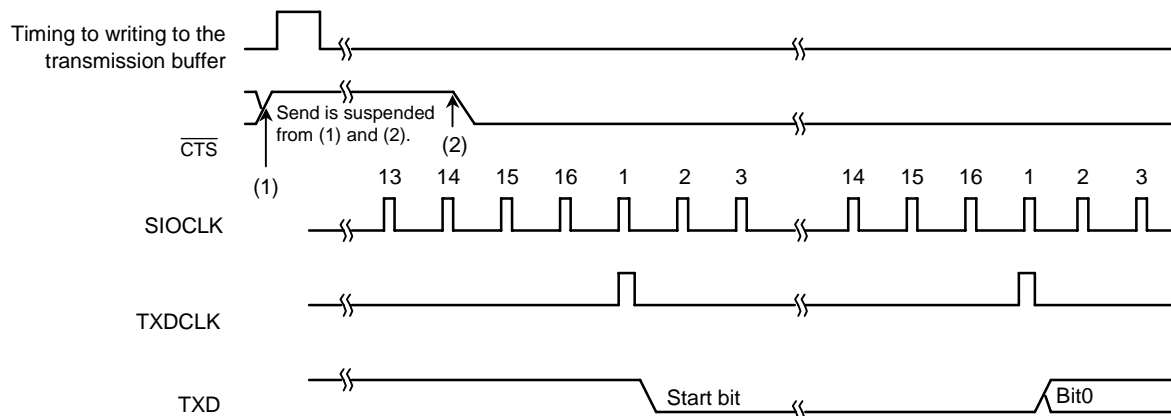 Timing to writing to the
transmission buffer
Send is suspended
from (1) and (2).
CTS
(1)
(2)
13 14 15 16 1 2 3 14 15 16 1 2 3
SIOCLK
TXDCLK
TXD
Start bit
Bit0